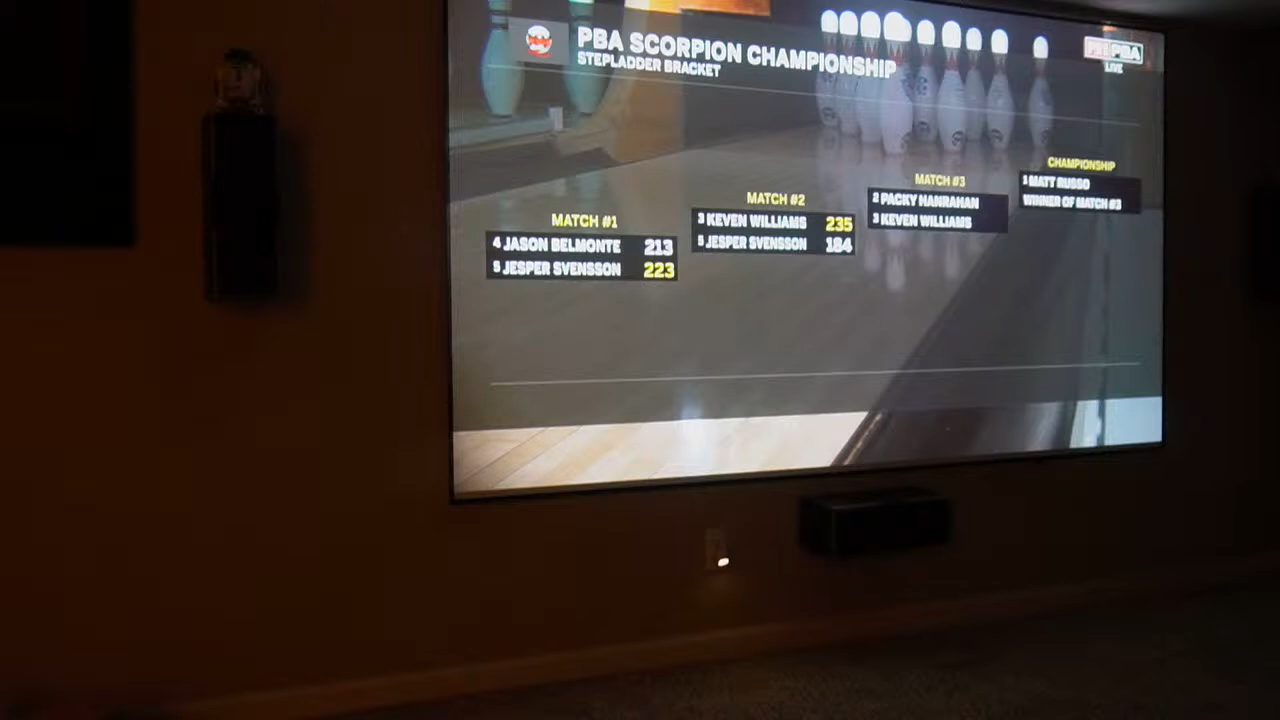 PBA SCORPION CHAMPIONSHIP
STEPLADDER BRACKET
PBA
LIVE
MATCH #1
4 JASON BELMONTE 213
5 JESPER SVENSSON 223
MATCH #2
3 KEVEN WILLIAMS 235
5 JESPER SVENSSON 184
MATCH #3
2 PACKY HANRAHAN
3 KEVEN WILLIAMS
CHAMPIONSHIP
1 MATT RUSSO
WINNER OF MATCH #3